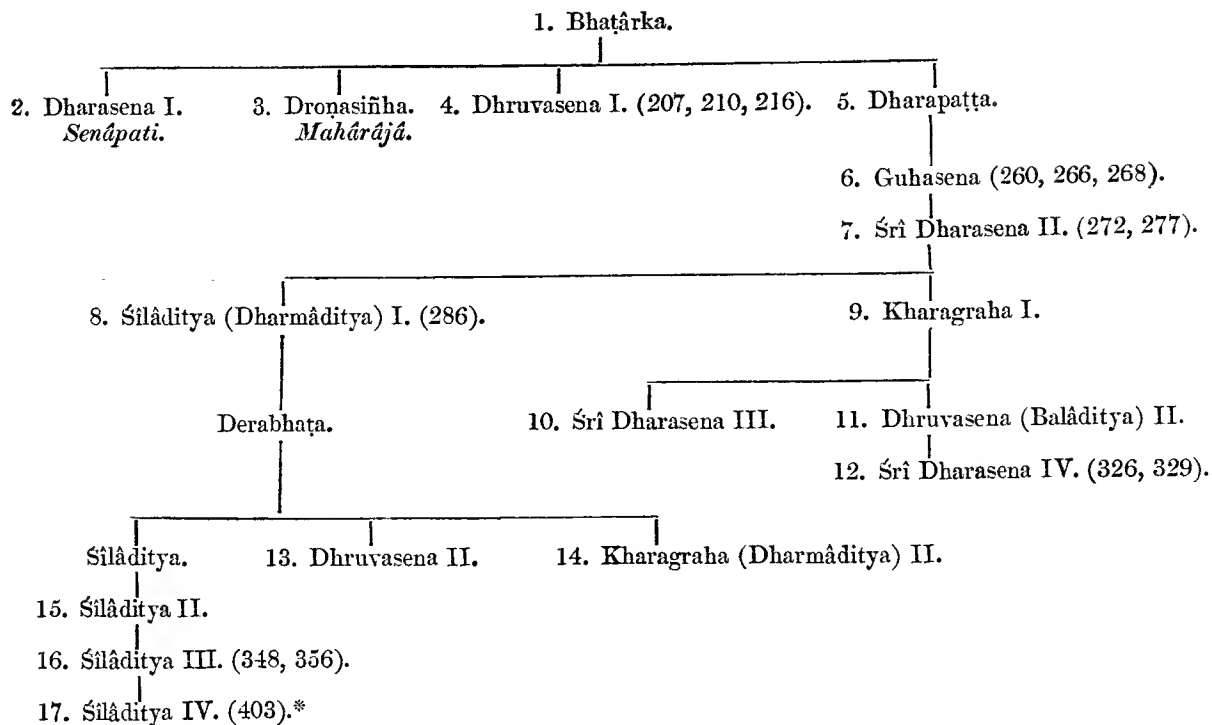 1. Bhaṭârka.
2. Dharasena I. 3. Droṇasiñha. 4. Dhruvasena I. (207, 210, 216). 5. Dharapaṭṭa.
Senâpati. Mahârâjâ.
6. Guhasena (260, 266, 268).
7. Śrî Dharasena II. (272, 277).
8. Śîlâditya (Dharmâditya) I. (286). 9. Kharagraha I.
Derabhaṭa. 10. Śrî Dharasena III. 11. Dhruvasena (Balâditya) II.
12. Śrî Dharasena IV. (326, 329).
Śîlâditya. 13. Dhruvasena II. 14. Kharagraha (Dharmâditya) II.
15. Śîlâditya II.
16. Śîlâditya III. (348, 356).
17. Śîlâditya IV. (403).*